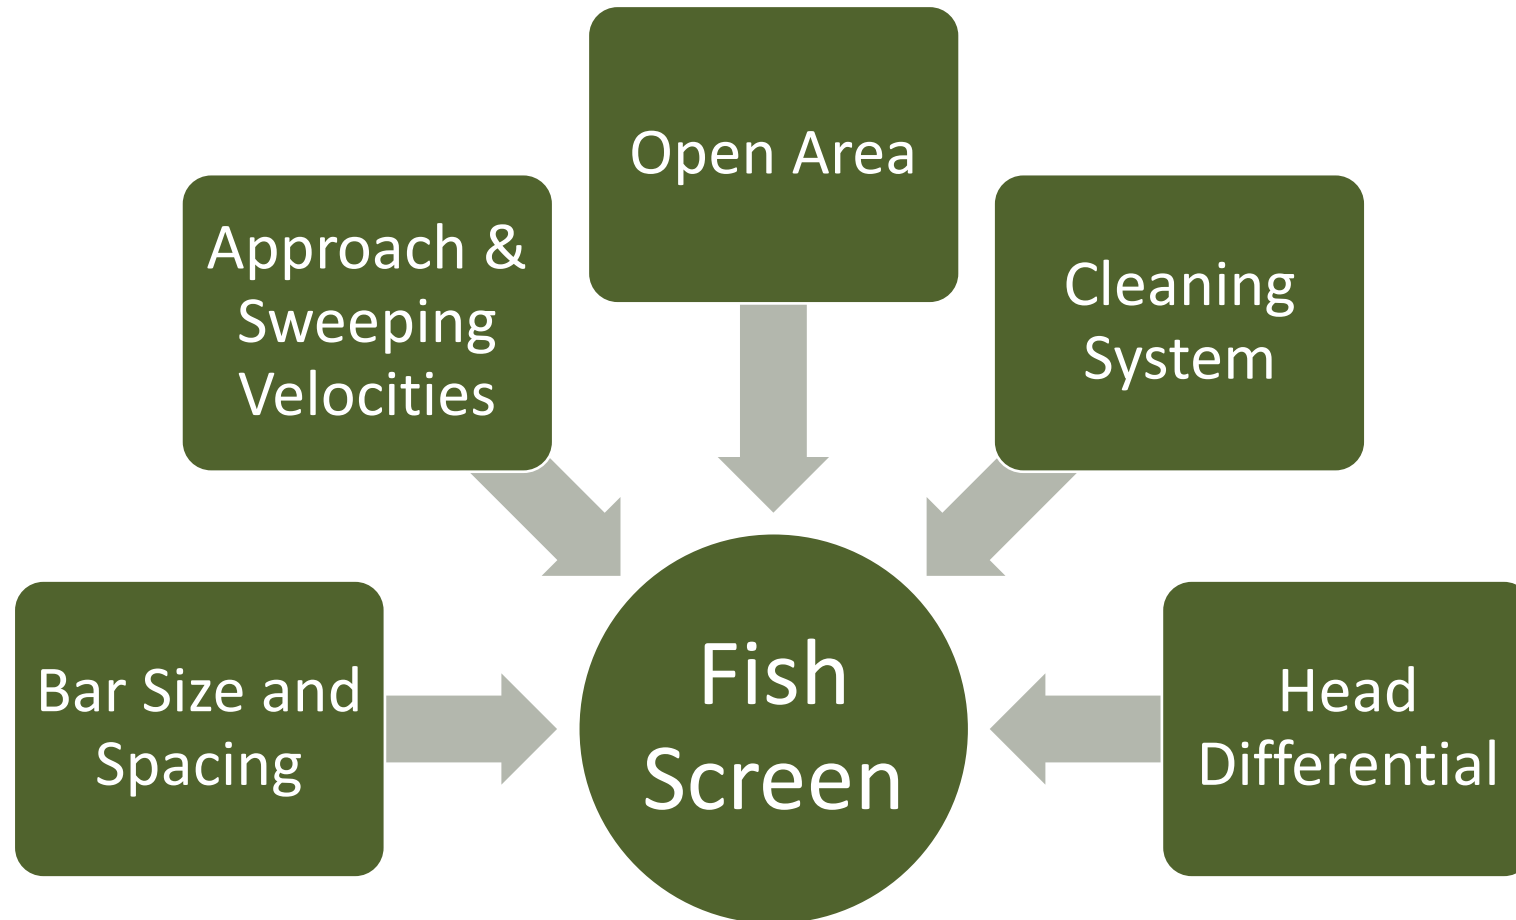 Open Area
Approach &
Sweeping
Velocities
Cleaning
System
Bar Size and
Spacing
Fish
Screen
Head
Differential